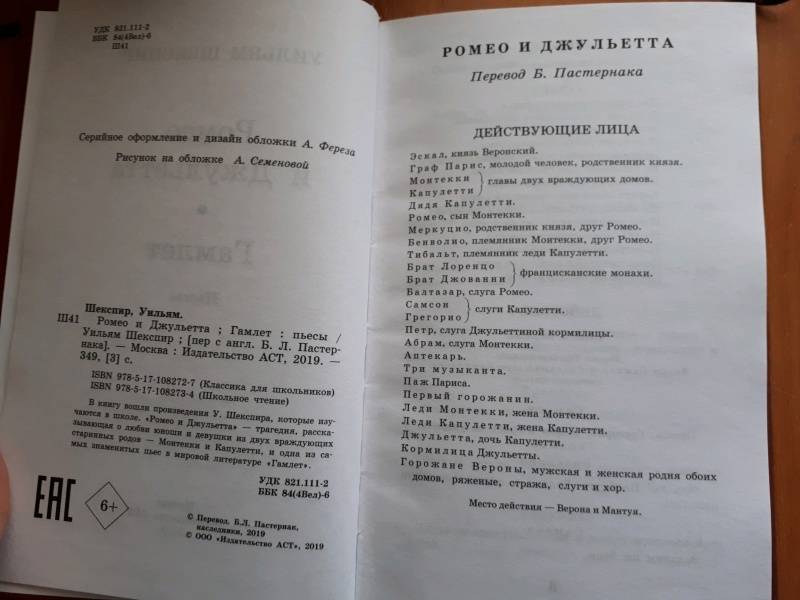 УДК 821.111-2
ББК 84(4Вел)-6
Ш41
Серийное оформление и дизайн обложки А. Фереза
Рисунок на обложке А. Семеновой
Шекспир, Уильям.
Ш41 Ромео и Джульетта ; Гамлет : пьесы /
Уильям Шекспир ; [пер с англ. Б. Л. Пастер-
нака]. — Москва : Издательство АСТ, 2019. —
349, [3] с.
ISBN 978-5-17-108272-7 (Классика для школьников)
ISBN 978-5-17-108273-4 (Школьное чтение)
В книгу вошли произведения У. Шекспира, которые изу-
чаются в школе. «Ромео и Джульетта» — трагедия, расска-
зывающая о любви юноши и девушки из двух враждующих
старинных родов — Монтекки и Капулетти, и одна из са-
мых знаменитых пьес в мировой литературе «Гамлет».
УДК 821.111-2
ББК 84(4Вел)-6
ЕАС
6+
© Перевод. Б.Л. Пастернак,
наследники, 2019
© ООО «Издательство АСТ», 2019
РОМЕО И ДЖУЛЬЕТТА
Перевод Б. Пастернака
ДЕЙСТВУЮЩИЕ ЛИЦА
Эскал, князь Веронский.
Граф Парис, молодой человек, родственник князя.
Монтекки
Капулетти
главы двух враждующих домов.
Дядя Капулетти.
Ромео, сын Монтекки.
Меркуцио, родственник князя, друг Ромео.
Бенволио, племянник Монтекки, друг Ромео.
Тибальт, племянник леди Капулетти.
Брат Лоренцо
Брат Джованни
францисканские монахи.
Балтазар, слуга Ромео.
Самсон
Грегорио
слуги Капулетти.
Петр, слуга Джульеттиной кормилицы.
Абрам, слуга Монтекки.
Аптекарь.
Три музыканта.
Паж Париса.
Первый горожанин.
Леди Монтекки, жена Монтекки.
Леди Капулетти, жена Капулетти.
Джульетта, дочь Капулетти.
Кормилица Джульетты.
Горожане Вероны, мужская и женская родня обоих
домов, ряженые, стража, слуги и хор.
Место действия — Верона и Мантуя.